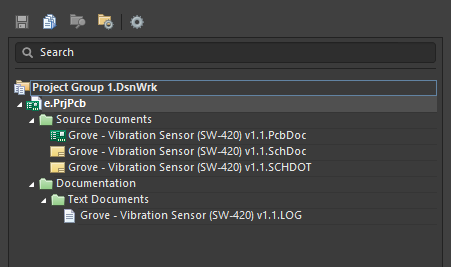 Search
Project Group 1.DsnWrk
e.PrjPcb
Source Documents
Grove - Vibration Sensor (SW-420) v1.1.PcbDoc
Grove - Vibration Sensor (SW-420) v1.1.SchDoc
Grove - Vibration Sensor (SW-420) v1.1.SCHDOT
Documentation
Text Documents
Grove - Vibration Sensor (SW-420) v1.1.LOG